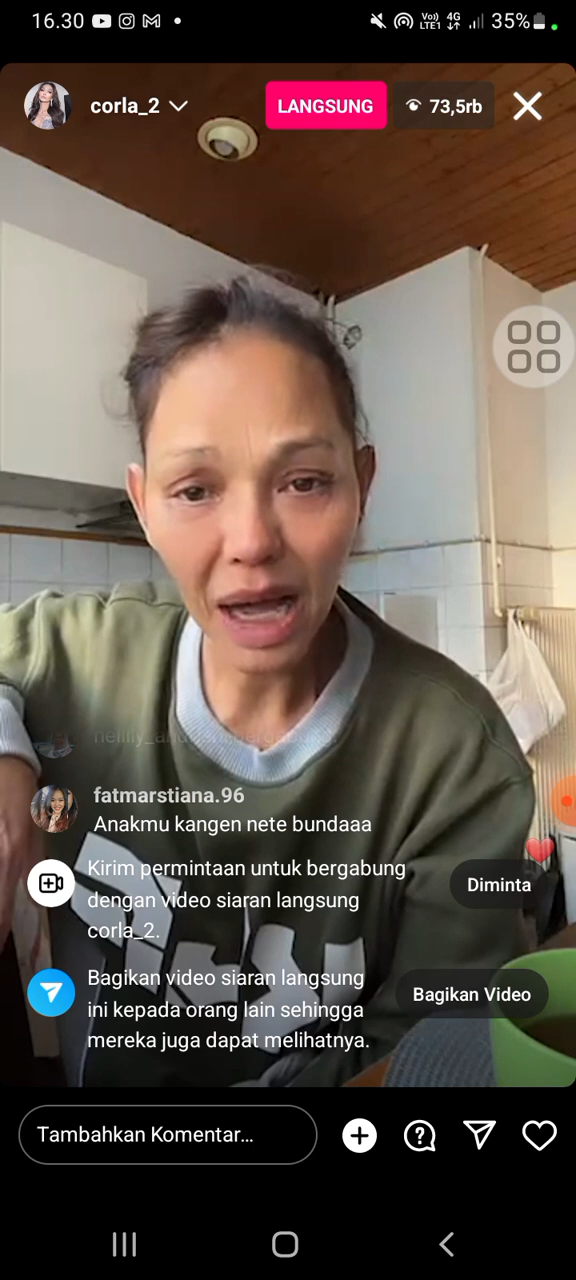 16.30
Vo)) 4G 35%
LTE1
corla_2 LANGSUNG 73,5rb
fatmarstiana.96
Anakmu kangen nete bundaaa
Kirim permintaan untuk bergabung
dengan video siaran langsung
corla_2.
Diminta
Bagikan video siaran langsung
ini kepada orang lain sehingga
mereka juga dapat melihatnya.
Bagikan Video
Tambahkan Komentar...